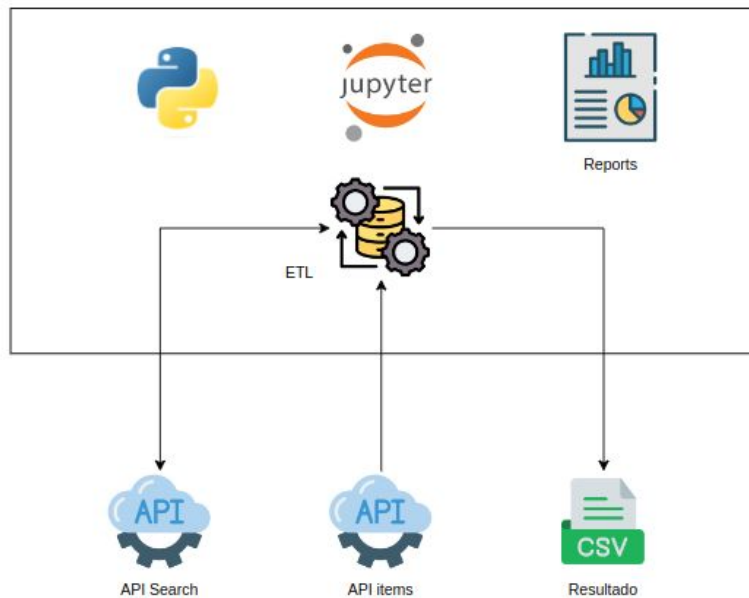 jupyter
Reports
ETL
API
API
CSV
API Search
API items
Resultado